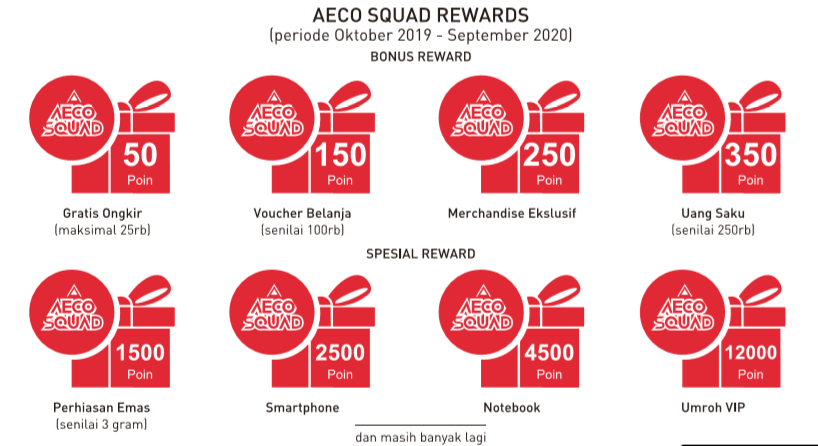 AECO SQUAD REWARDS
(periode Oktober 2019 - September 2020)
BONUS REWARD
AECO
SQUAD
50
Poin
Gratis Ongkir
(maksimal 25rb)
AECO
SQUAD
150
Poin
Voucher Belanja
(senilai 100rb)
AECO
SQUAD
250
Poin
Merchandise Ekslusif
AECO
SQUAD
350
Poin
Uang Saku
(senilai 250rb)
SPESIAL REWARD
AECO
SQUAD
1500
Poin
Perhiasan Emas
(senilai 3 gram)
AECO
SQUAD
2500
Poin
Smartphone
AECO
SQUAD
4500
Poin
Notebook
AECO
SQUAD
12000
Poin
Umroh VIP
dan masih banyak lagi